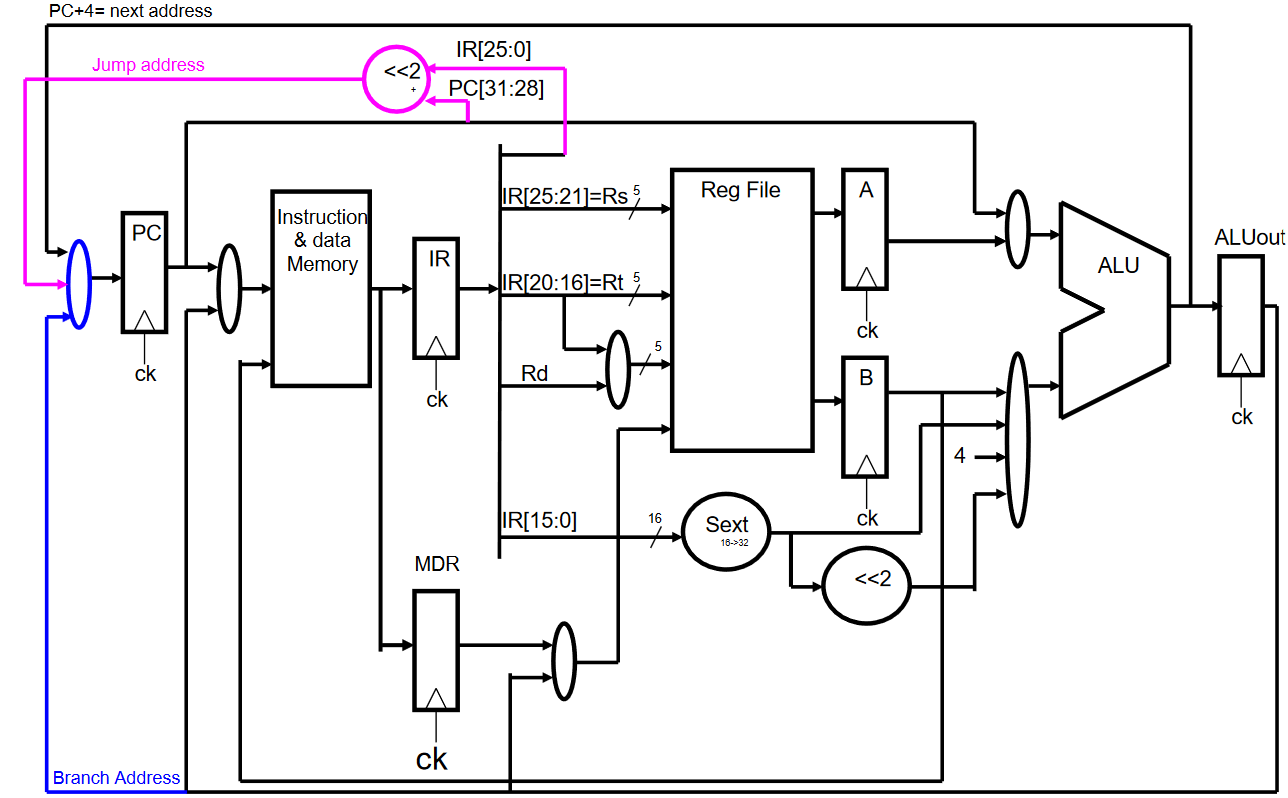 PC+4= next address
IR[25:0]
Jump address
<<2
+
PC[31:28]
Reg File
A
IR[25:21]=Rs
5
Instruction
& data
Memory
PC
IR
ALU
ALUout
IR[20:16]=Rt
5
ck
ck
5
Rd
ck
ck
B
ck
4
IR[15:0]
16
Sext
16->32
ck
MDR
<<2
ck
Branch Address